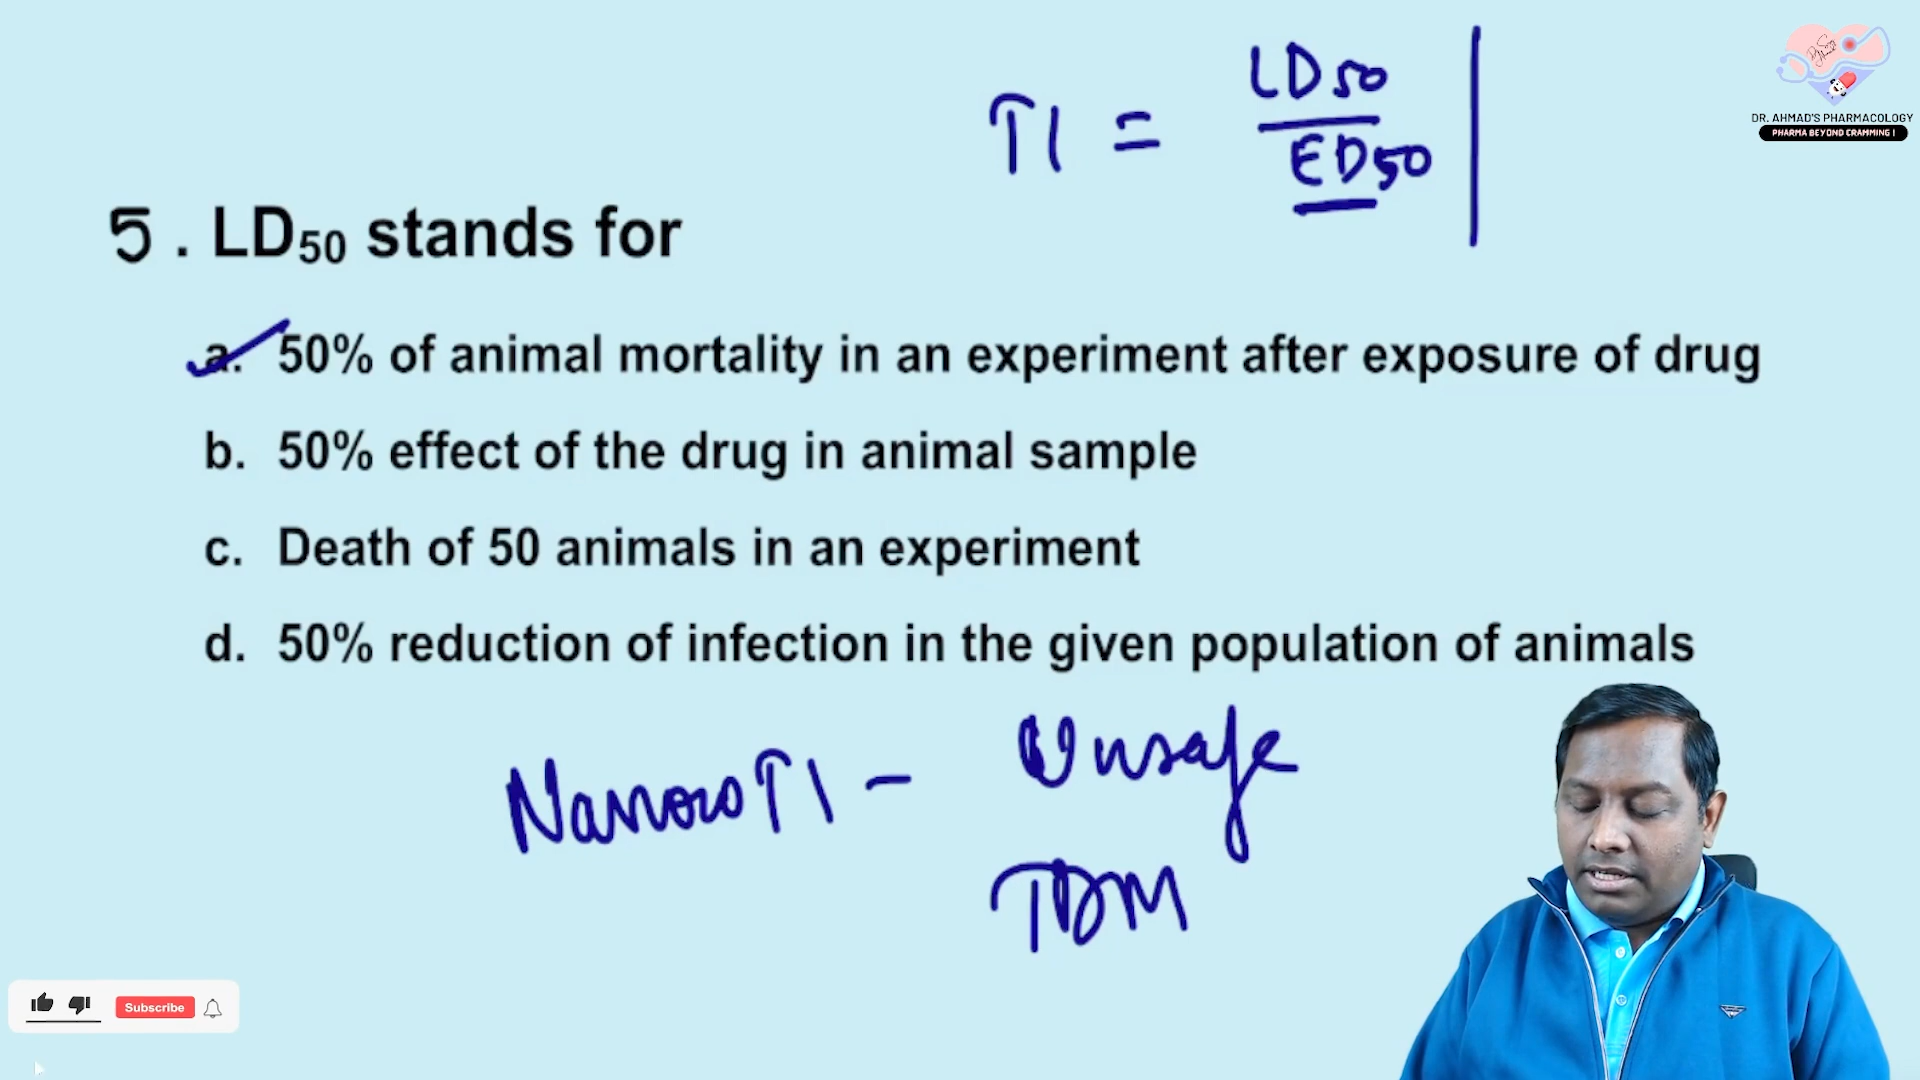 TI = LD50
ED50
DR. AHMAD'S PHARMACOLOGY
PHARMA BEYOND CRAMMING !
5 . LD50 stands for
a. 50% of animal mortality in an experiment after exposure of drug
b. 50% effect of the drug in animal sample
c. Death of 50 animals in an experiment
d. 50% reduction of infection in the given population of animals
Narrow TI - Unsafe
TDM
Subscribe